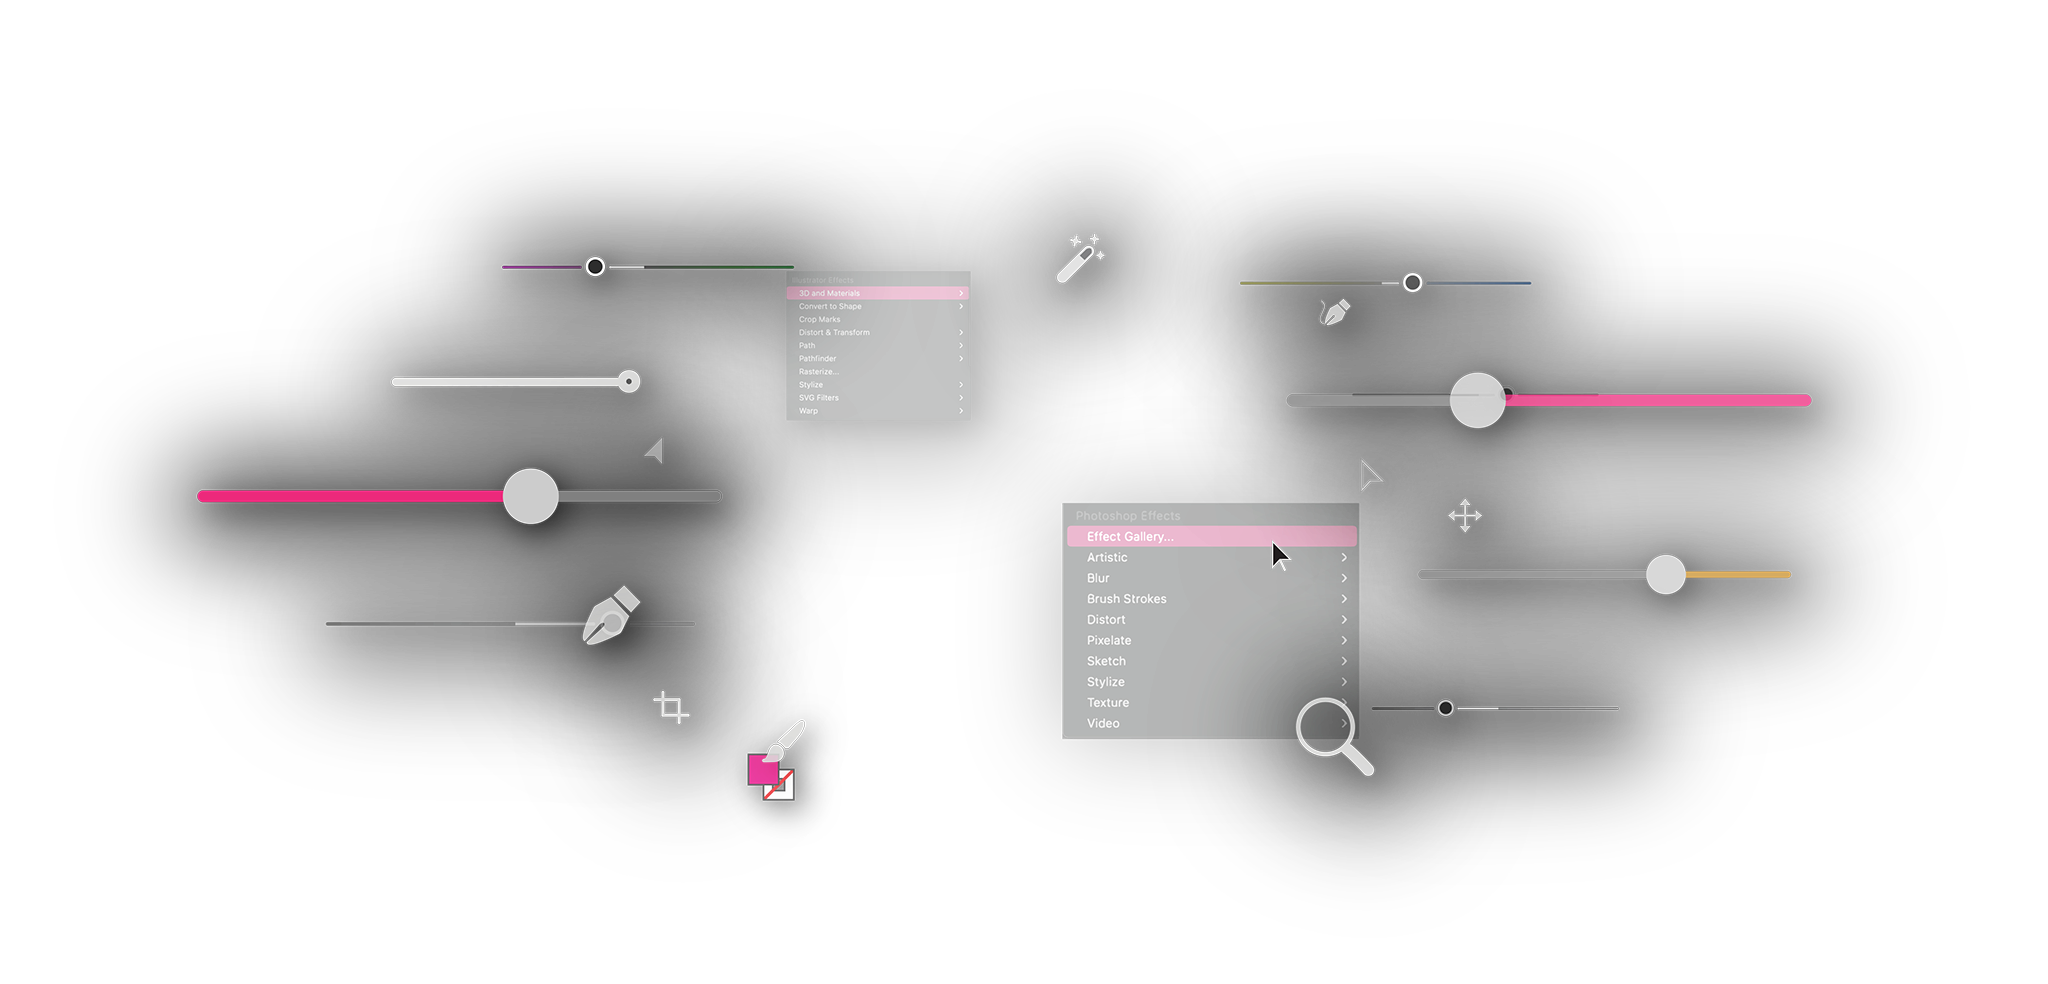 Illustrator Effects
3D and Materials
Convert to Shape
Crop Marks
Distort & Transform
Path
Pathfinder
Rasterize...
Stylize
SVG Filters
Warp
Photoshop Effects
Effect Gallery...
Artistic
Blur
Brush Strokes
Distort
Pixelate
Sketch
Stylize
Texture
Video